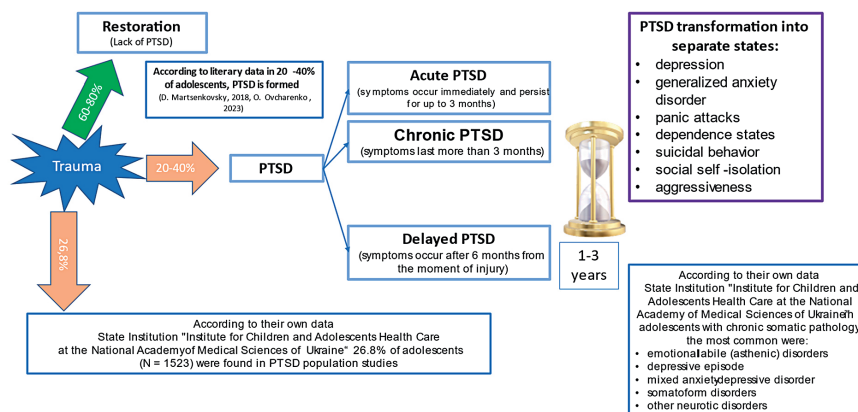 Restoration
(Lack of PTSD)
60-80%
According to literary data in 20 -40%
of adolescents, PTSD is formed
(D. Martsenkovsky, 2018, O. Ovcharenko ,
2023)
Trauma
20-40%
PTSD
26,8%
Acute PTSD
(symptoms occur immediately and persist
for up to 3 months)
Chronic PTSD
(symptoms last more than 3 months)
Delayed PTSD
(symptoms occur after 6 months from
the moment of injury)
1-3
years
PTSD transformation into
separate states:
• depression
• generalized anxiety
disorder
• panic attacks
• dependence states
• suicidal behavior
• social self -isolation
• aggressiveness
According to their own data
State Institution "Institute for Children and Adolescents Health Care
at the National Academyof Medical Sciences of Ukraine" 26.8% of adolescents
(N = 1523) were found in PTSD population studies
According to their own data
State Institution "Institute for Children and
Adolescents Health Care at the National
Academy of Medical Sciences of Ukraine"
adolescents with chronic somatic pathology
the most common were:
• emotionallabile (asthenic) disorders
• depressive episode
• mixed anxietydepressive disorder
• somatoform disorders
• other neurotic disorders